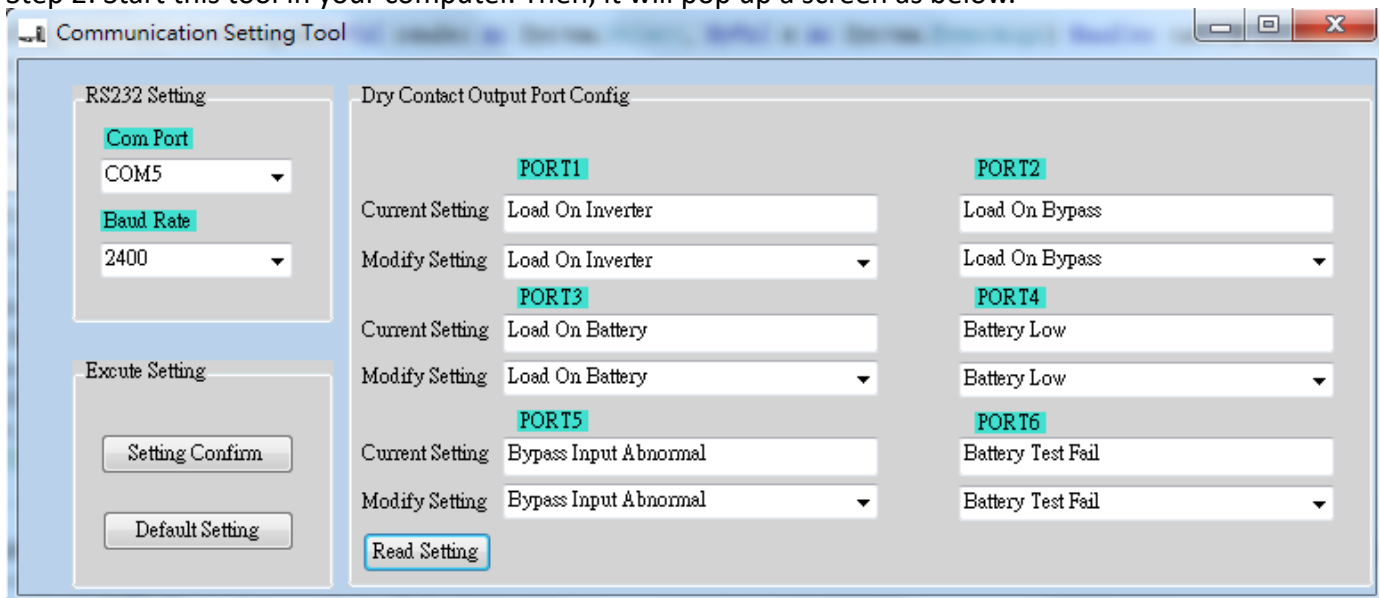 Step 2: Start this tool in your computer. Then, it will pop up a screen as below.
Communication Setting Tool
RS232 Setting
Com Port
COM5
Baud Rate
2400
Excute Setting
Setting Confirm
Default Setting
Dry Contact Output Port Config
PORT1 PORT2
Current Setting Load On Inverter Load On Bypass
Modify Setting Load On Inverter Load On Bypass
PORT3 PORT4
Current Setting Load On Battery Battery Low
Modify Setting Load On Battery Battery Low
PORT5 PORT6
Current Setting Bypass Input Abnormal Battery Test Fail
Modify Setting Bypass Input Abnormal Battery Test Fail
Read Setting